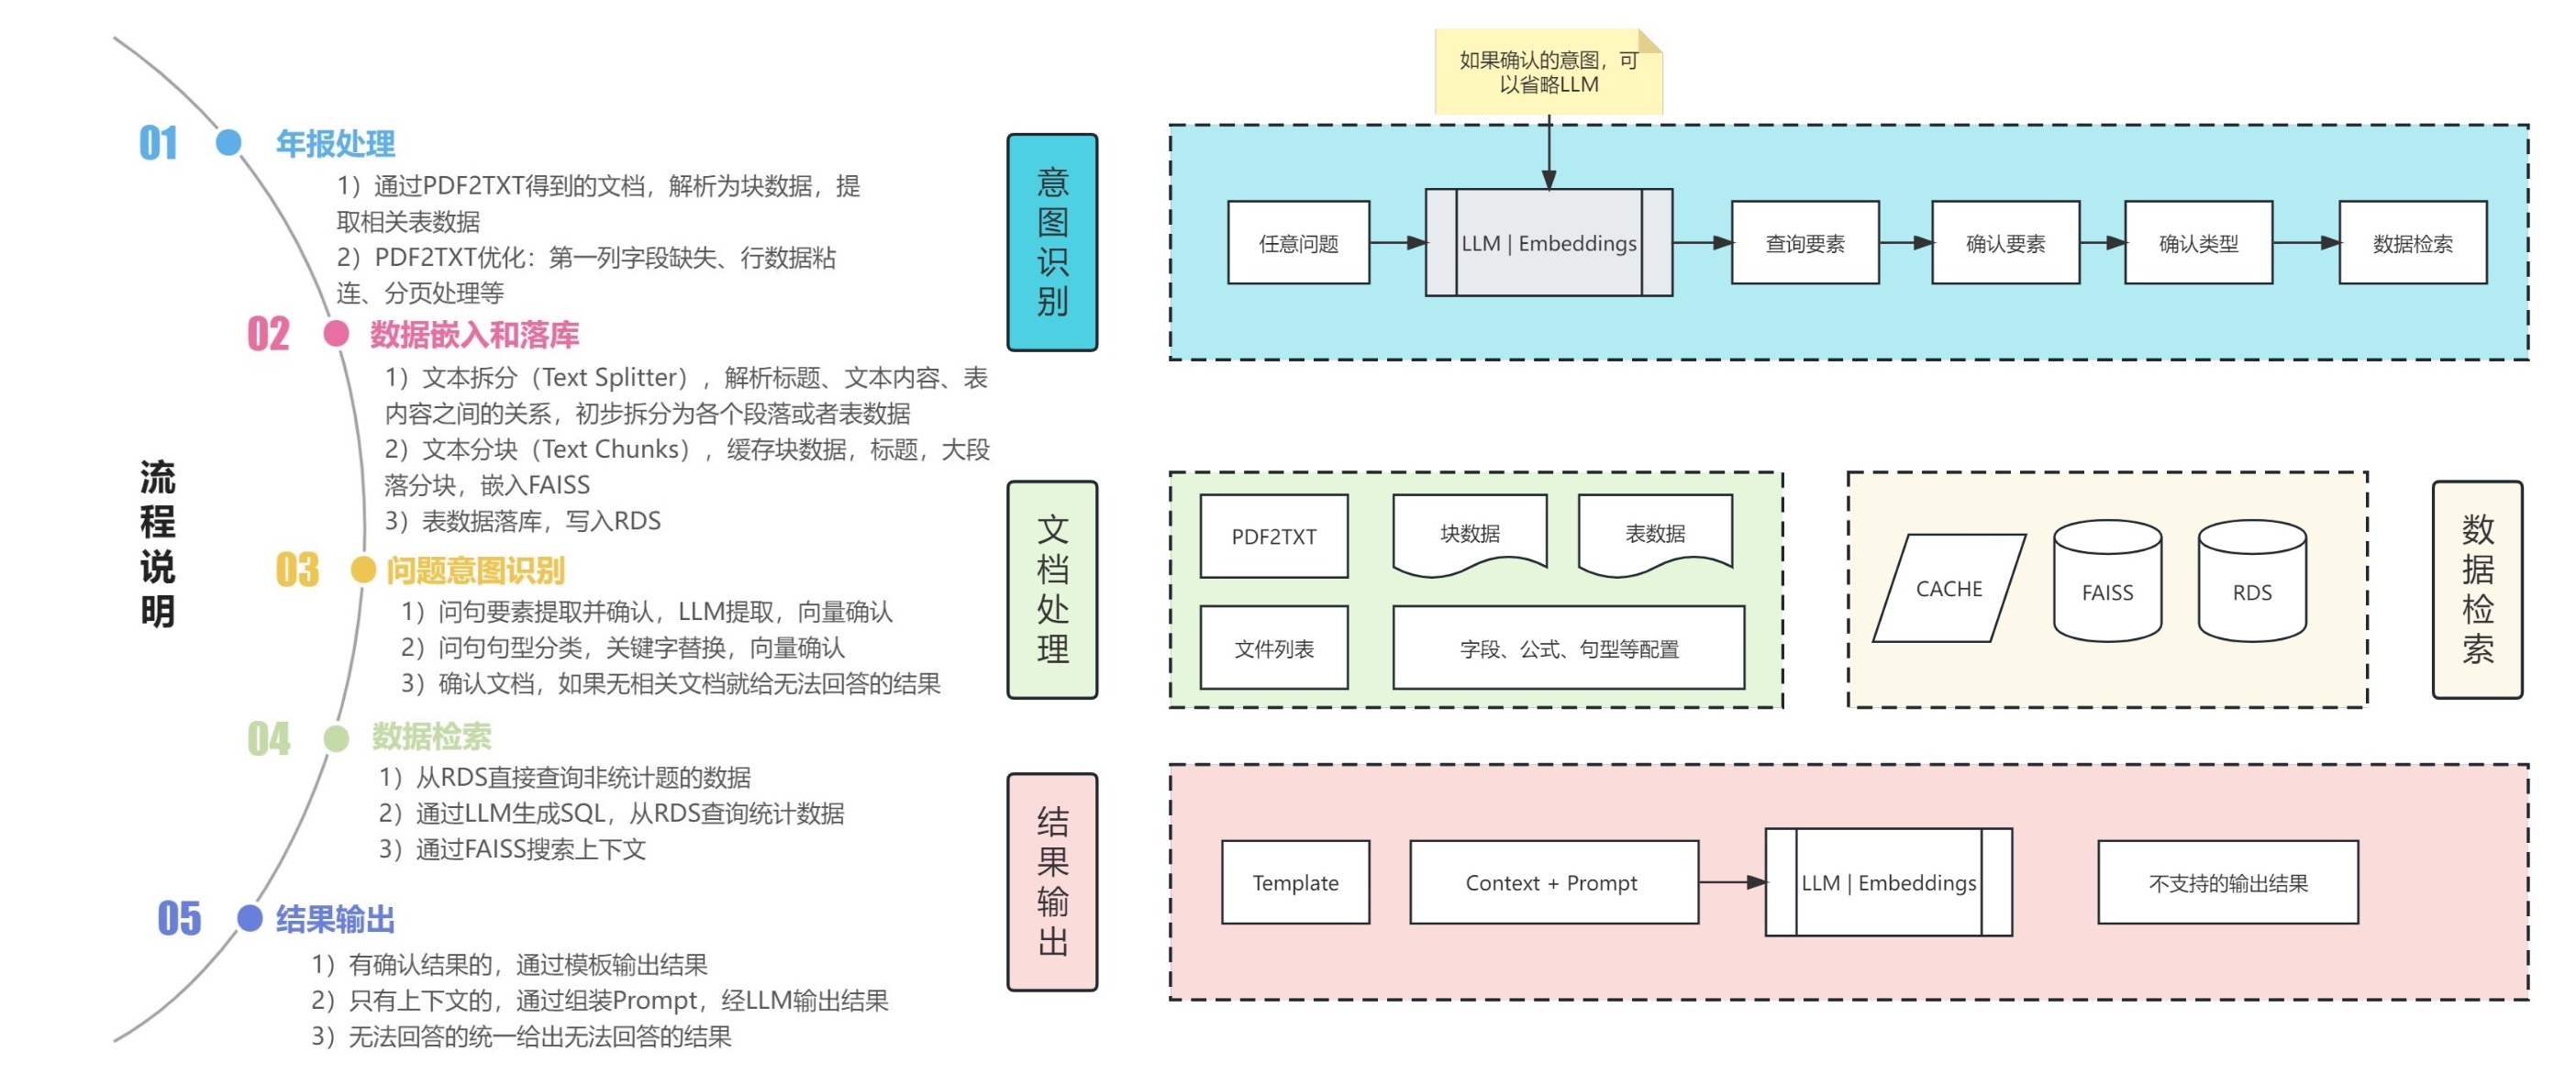 流程说明
01
年报处理
1）通过PDF2TXT得到的文档，解析为块数据，提
取相关表数据
2）PDF2TXT优化：第一列字段缺失、行数据粘
连、分页处理等
02
数据嵌入和落库
1）文本拆分（Text Splitter），解析标题、文本内容、表
内容之间的关系，初步拆分为各个段落或者表数据
2）文本分块（Text Chunks），缓存块数据，标题，大段
落分块，嵌入FAISS
3）表数据落库，写入RDS
03
问题意图识别
1）问句要素提取并确认，LLM提取，向量确认
2）问句句型分类，关键字替换，向量确认
3）确认文档，如果无相关文档就给无法回答的结果
04
数据检索
1）从RDS直接查询非统计题的数据
2）通过LLM生成SQL，从RDS查询统计数据
3）通过FAISS搜索上下文
05
结果输出
1）有确认结果的，通过模板输出结果
2）只有上下文的，通过组装Prompt，经LLM输出结果
3）无法回答的统一给出无法回答的结果
如果确认的意图，可
以省略LLM
意图识别
任意问题
LLM | Embeddings
查询要素
确认要素
确认类型
数据检索
文档处理
PDF2TXT
块数据
表数据
文件列表
字段、公式、句型等配置
CACHE
FAISS
RDS
数据检索
结果输出
Template
Context + Prompt
LLM | Embeddings
不支持的输出结果